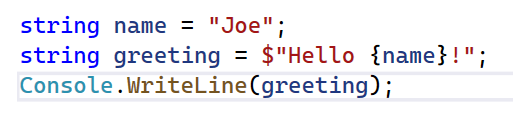 string name = "Joe";
string greeting = $"Hello {name}!";
Console.WriteLine(greeting);